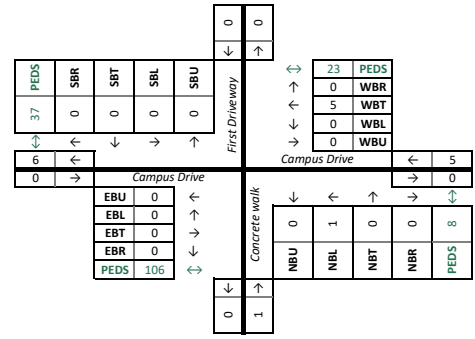 0 0
↓ ↑
First Driveway
PEDS SBR SBT SBL SBU
37 0 0 0 0
↕ ← ↓ → ↑
↔ 23 PEDS
↑ 0 WBR
← 5 WBT
↓ 0 WBL
→ 0 WBU
6 ←
0 →
Campus Drive
Campus Drive
← 5
→ 0
EBU 0 ←
EBL 0 ↑
EBT 0 →
EBR 0 ↓
PEDS 106 ↔
Concrete walk
↓ ← ↑ → ↕
0 1 0 0 8
NBU NBL NBT NBR PEDS
↓ ↑
0 1